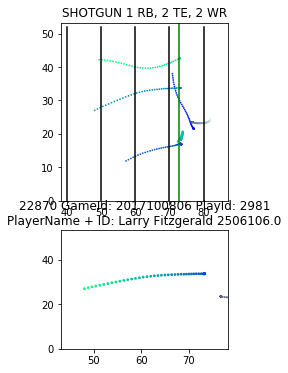 SHOTGUN 1 RB, 2 TE, 2 WR
50
40
30
20
10
0
40 50 60 70 80
22870 GameId: 2017100806 PlayId: 2981
PlayerName + ID: Larry Fitzgerald 2506106.0
40
20
0
50 60 70